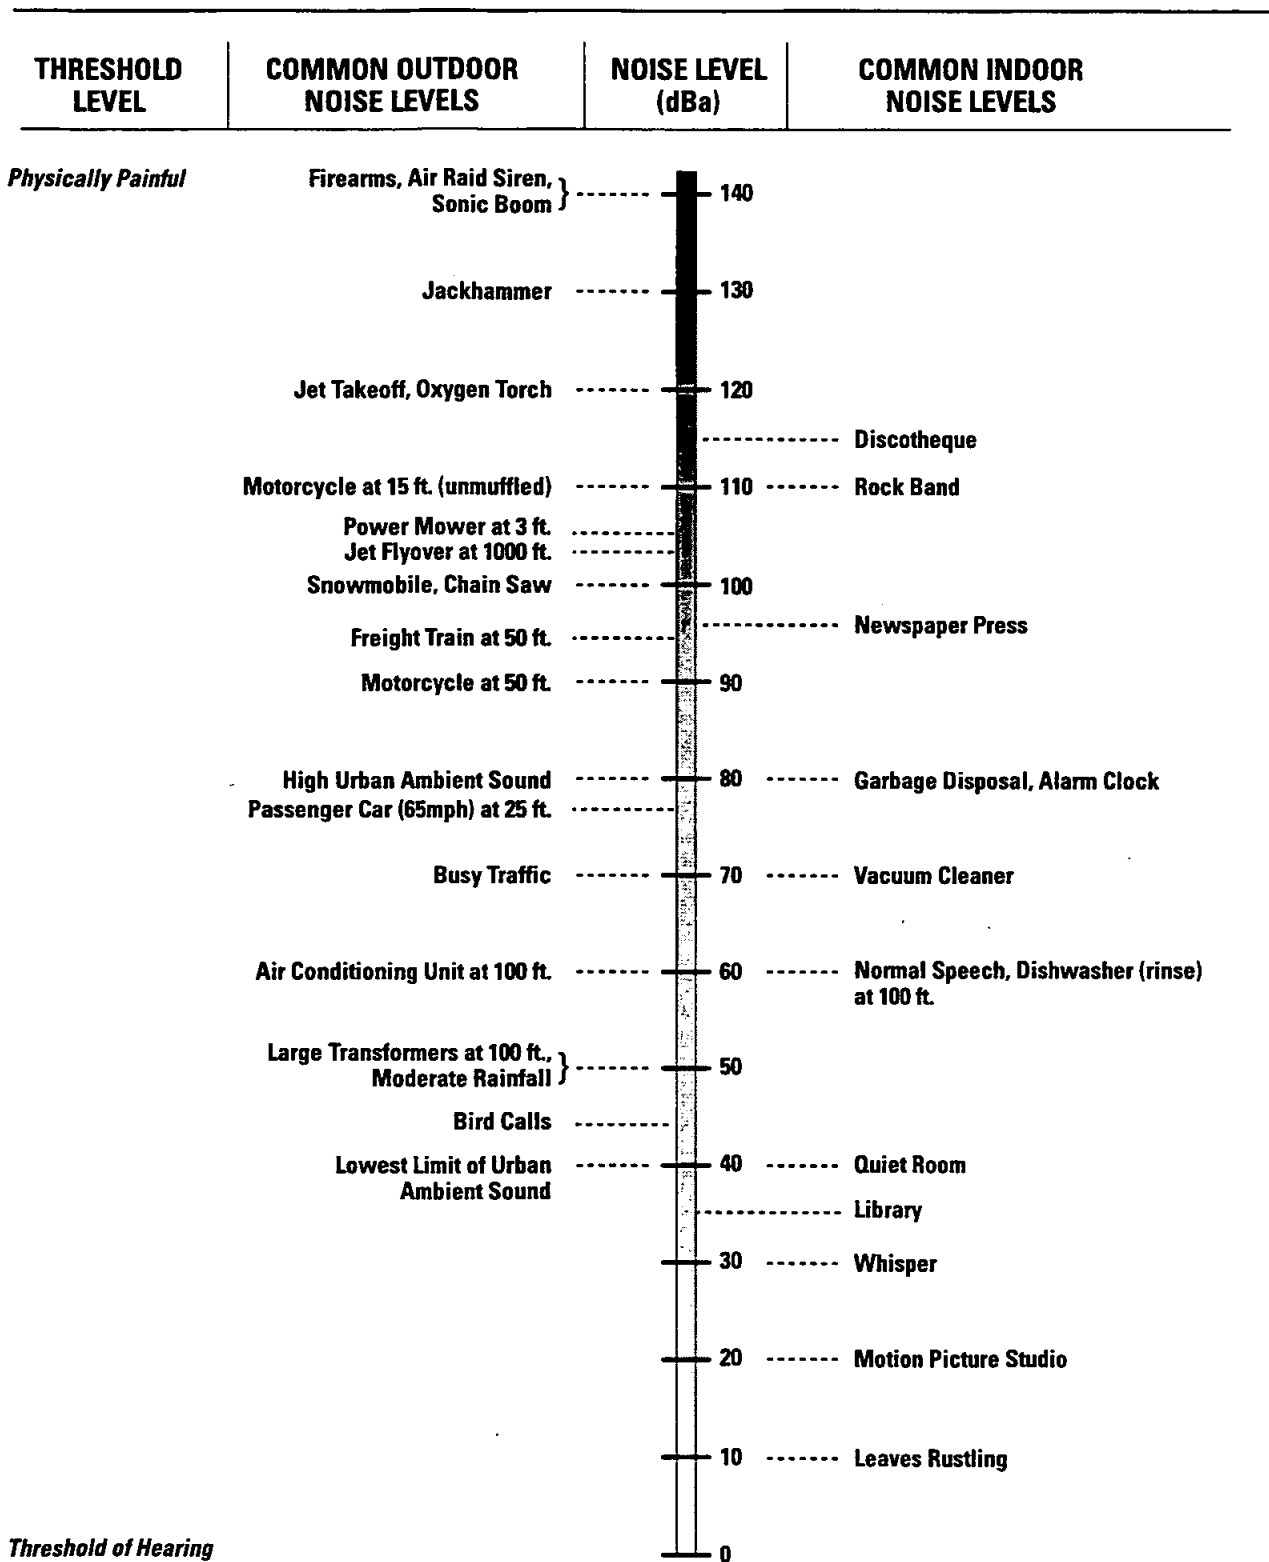 THRESHOLD LEVEL
COMMON OUTDOOR NOISE LEVELS
NOISE LEVEL (dBa)
COMMON INDOOR NOISE LEVELS
Physically Painful
Firearms, Air Raid Siren,
Sonic Boom
140
Jackhammer
130
Jet Takeoff, Oxygen Torch
120
Discotheque
Motorcycle at 15 ft. (unmuffled)
110
Rock Band
Power Mower at 3 ft.
Jet Flyover at 1000 ft.
Snowmobile, Chain Saw
100
Newspaper Press
Freight Train at 50 ft.
Motorcycle at 50 ft.
90
High Urban Ambient Sound
80
Garbage Disposal, Alarm Clock
Passenger Car (65mph) at 25 ft.
Busy Traffic
70
Vacuum Cleaner
Air Conditioning Unit at 100 ft.
60
Normal Speech, Dishwasher (rinse)
at 100 ft.
Large Transformers at 100 ft.,
Moderate Rainfall
50
Bird Calls
Lowest Limit of Urban
Ambient Sound
40
Quiet Room
Library
30
Whisper
20
Motion Picture Studio
10
Leaves Rustling
Threshold of Hearing
0